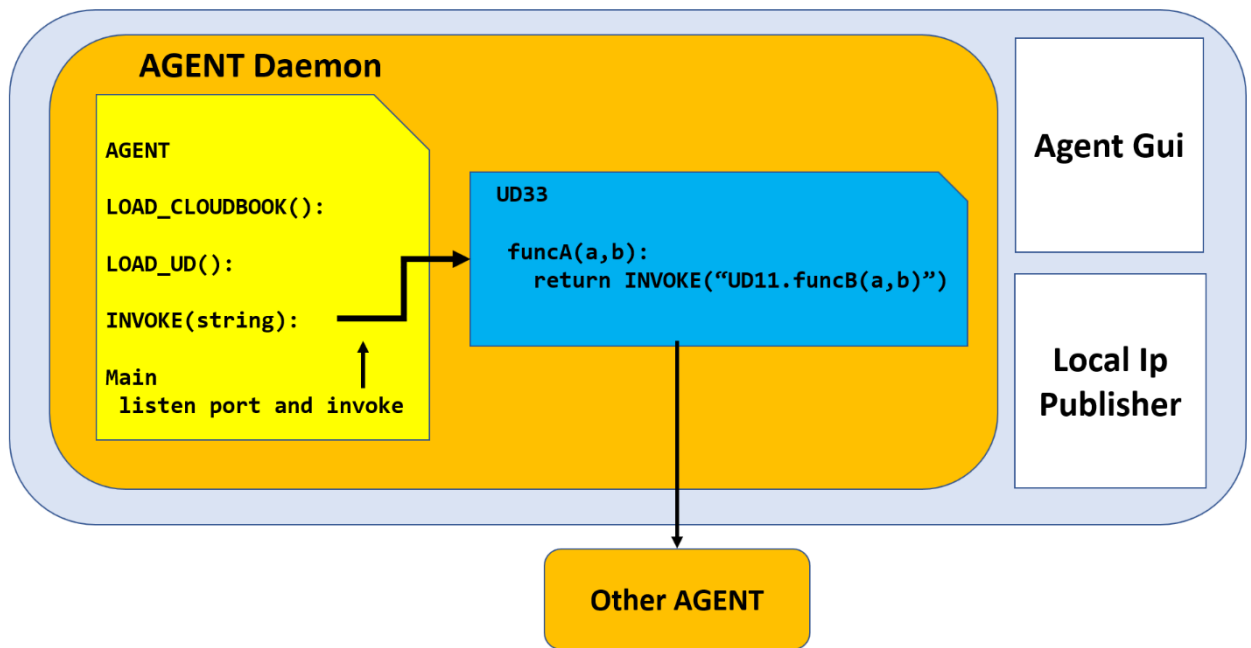 AGENT Daemon
AGENT
LOAD_CLOUDBOOK():
LOAD_UD():
INVOKE(string):
Main
listen port and invoke
UD33
funcA(a,b):
return INVOKE(“UD11.funcB(a,b)”)
Agent Gui
Local Ip
Publisher
Other AGENT